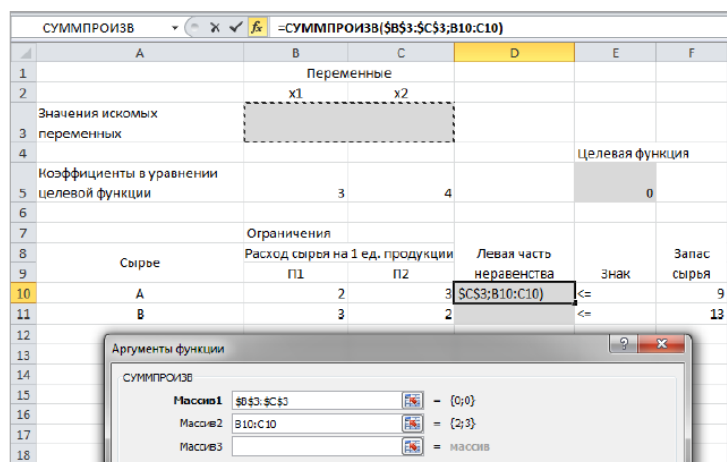 СУММПРОИЗВ fx =СУММПРОИЗВ($B$3:$C$3;B10:C10)
A B C D E F
1 Переменные
2 x1 x2
Значения искомых
3 переменных
4 Целевая функция
Коэффициенты в уравнении
5 целевой функции 3 4 0
6
7 Ограничения
8 Сырье Расход сырья на 1 ед. продукции Левая часть Запас
9 П1 П2 неравенства Знак сырья
10 А 2 3 $C$3;B10:C10) <= 9
11 В 3 2 <= 13
12
13 Аргументы функции
14 СУММПРОИЗВ
15 Массив1 $B$3:$C$3 = {0;0}
16 Массив2 B10:C10 = {2;3}
17 Массив3 = массив
18